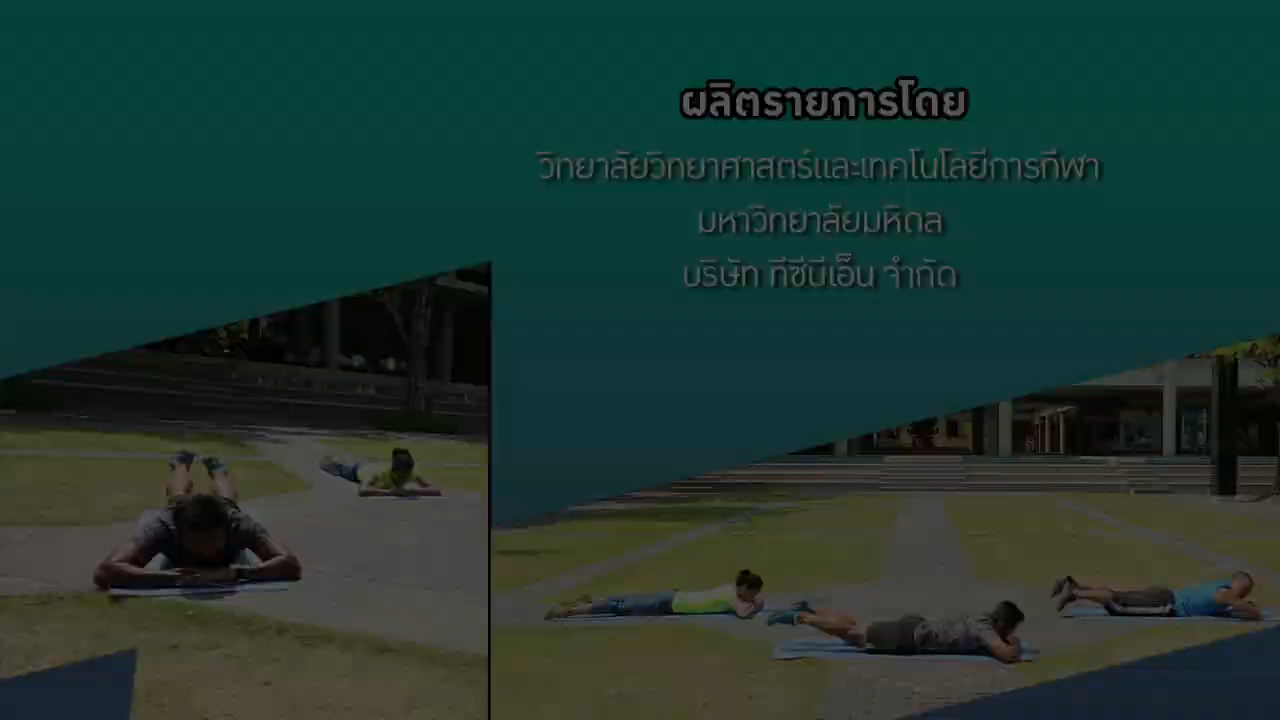 ผลิตรายการโดย
วิทยาลัยวิทยาศาสตร์และเทคโนโลยีการกีฬา
มหาวิทยาลัยมหิดล
บริษัท ทีซีบีเอ็น จำกัด